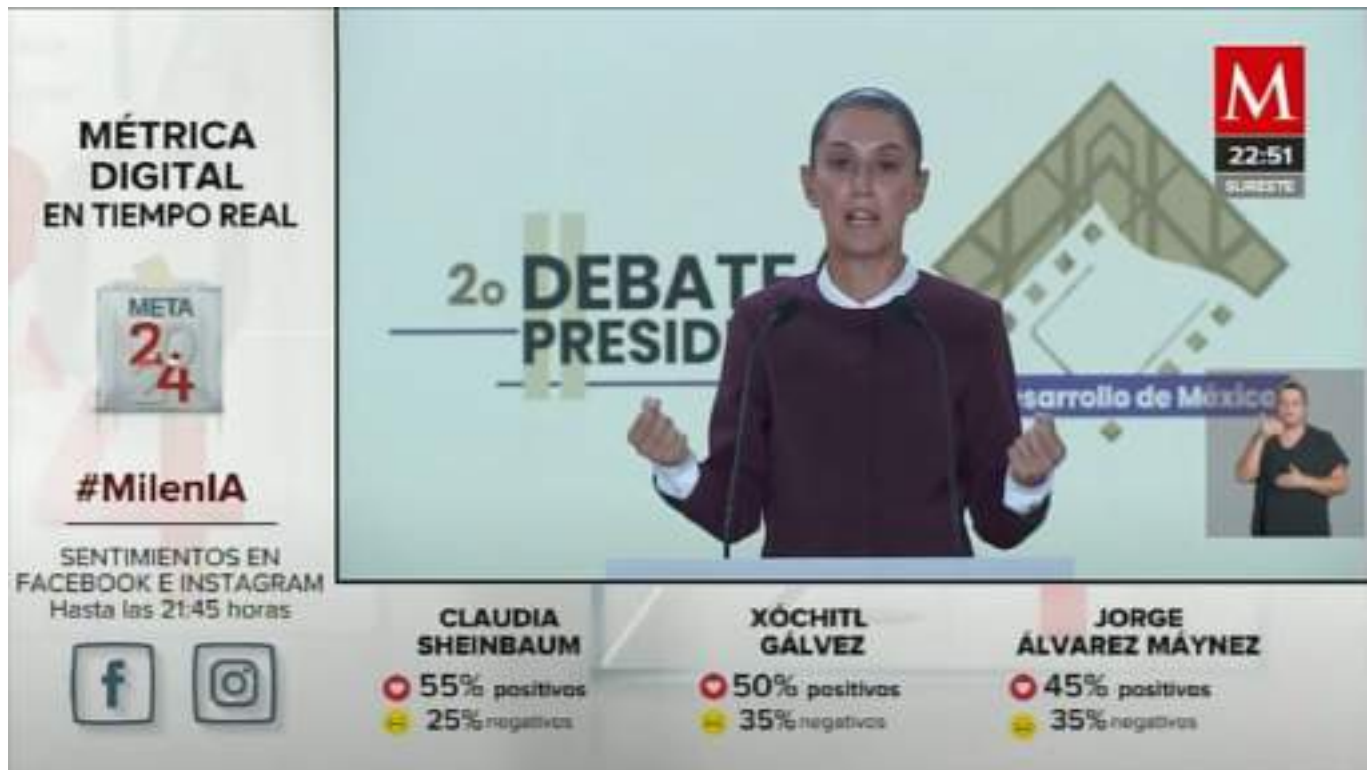 MÉTRICA
DIGITAL
EN TIEMPO REAL
META
2.4
#MilenIA
SENTIMIENTOS EN
FACEBOOK E INSTAGRAM
Hasta las 21:45 horas
2o DEBATE
PRESID
sarrollo de México
M
22:51
SURESTE
CLAUDIA
SHEINBAUM
55% positivos
25% negativos
XÓCHITL
GÁLVEZ
50% positivos
35% negativos
JORGE
ÁLVAREZ MÁYNEZ
45% positivos
35% negativos